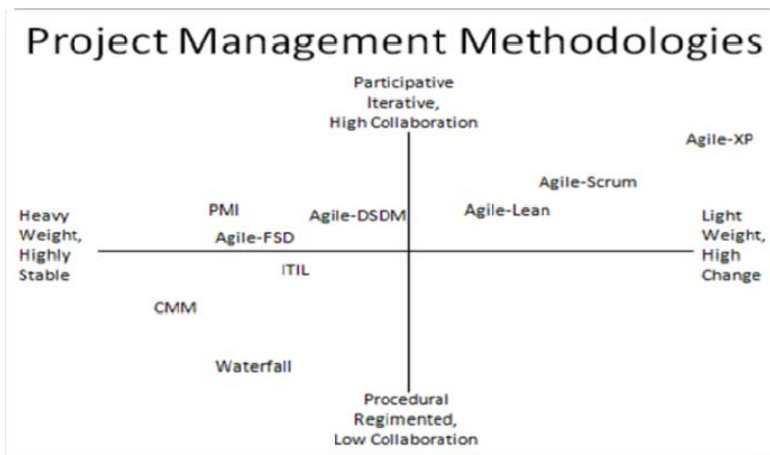 Project Management Methodologies
Participative
Iterative,
High Collaboration
Agile-XP
Agile-Scrum
PMI
Agile-DSDM
Agile-Lean
Heavy
Weight,
Highly
Stable
Light
Weight,
High
Change
Agile-FSD
ITIL
CMM
Waterfall
Procedural
Regimented,
Low Collaboration